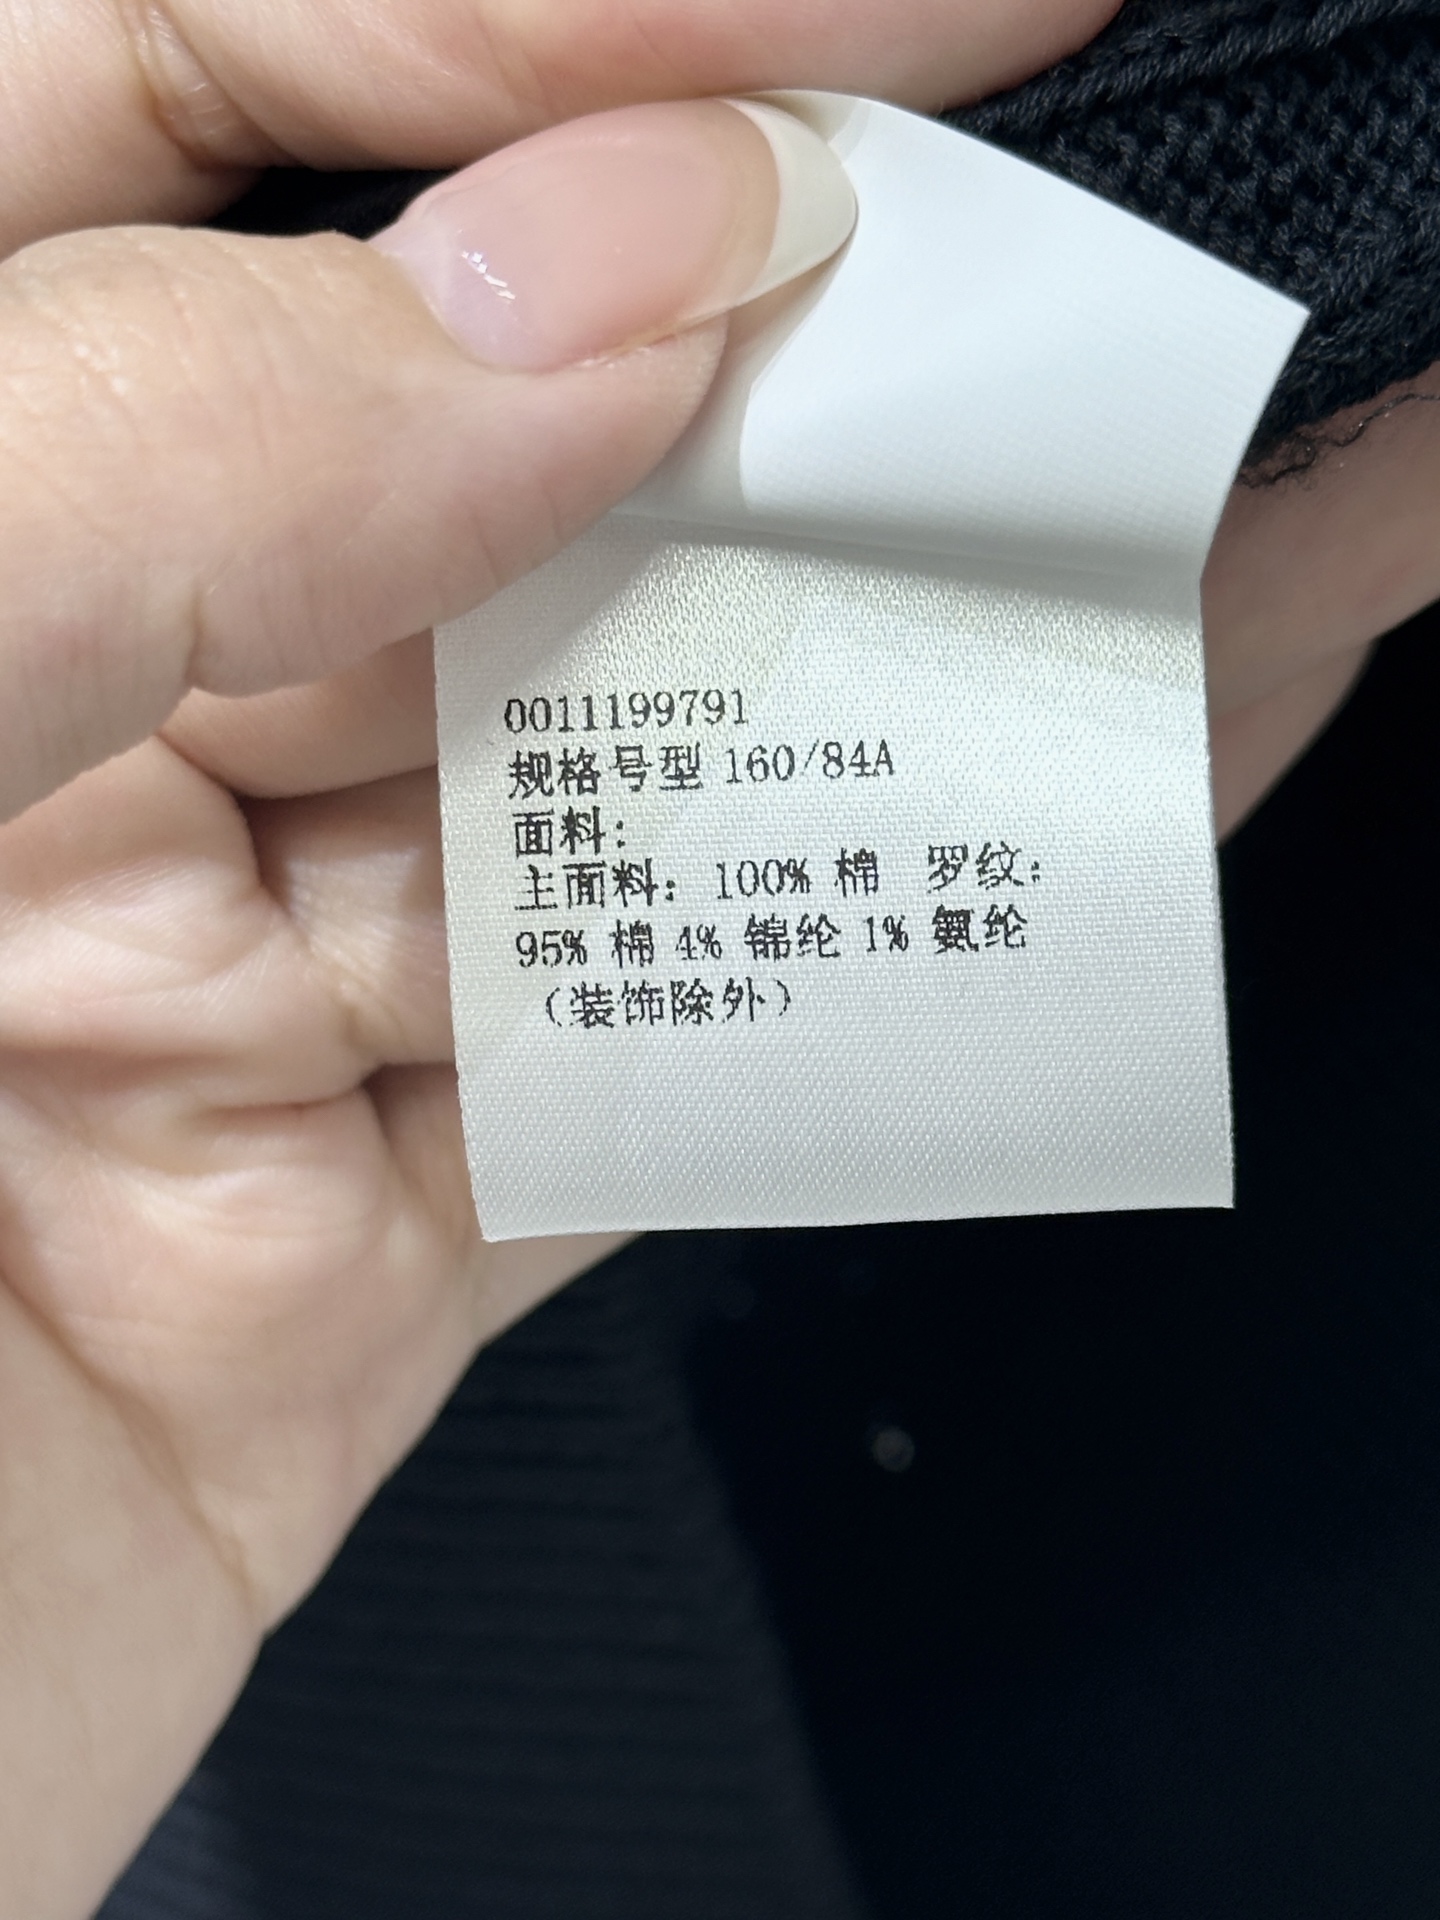 0011199791
规格号型 160/84A
面料:
主面料: 100% 棉 罗纹:
95% 棉 4% 锦纶 1% 氨纶
(装饰除外)